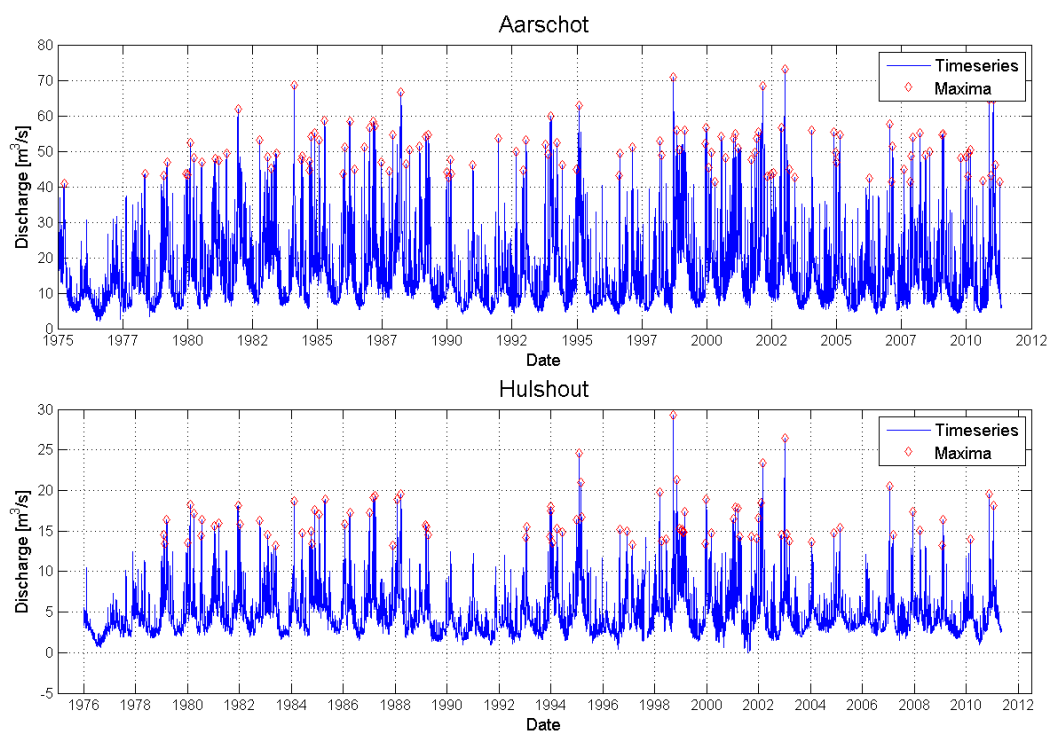 Aarschot
80
70
60
50
40
30
20
10
0
Discharge [m³/s]
Timeseries
Maxima
1975 1977 1980 1982 1985 1987 1990 1992 1995 1997 2000 2002 2005 2007 2010 2012
Date
Hulshout
30
25
20
15
10
5
0
-5
Discharge [m³/s]
Timeseries
Maxima
1976 1978 1980 1982 1984 1986 1988 1990 1992 1994 1996 1998 2000 2002 2004 2006 2008 2010 2012
Date